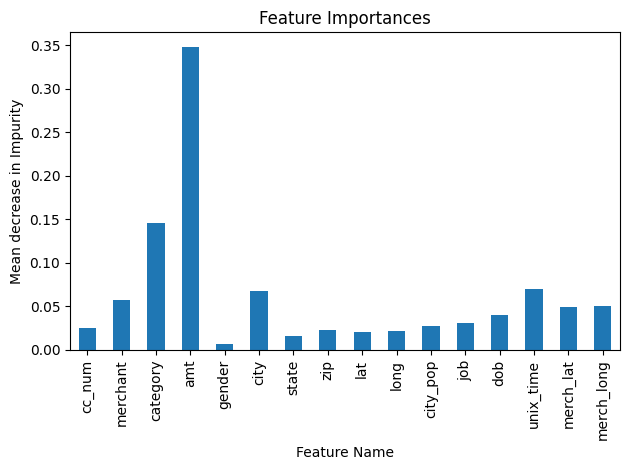 Feature Importances
Mean decrease in Impurity
0.35
0.30
0.25
0.20
0.15
0.10
0.05
0.00
cc_num
merchant
category
amt
gender
city
state
zip
lat
long
city_pop
job
dob
unix_time
merch_lat
merch_long
Feature Name